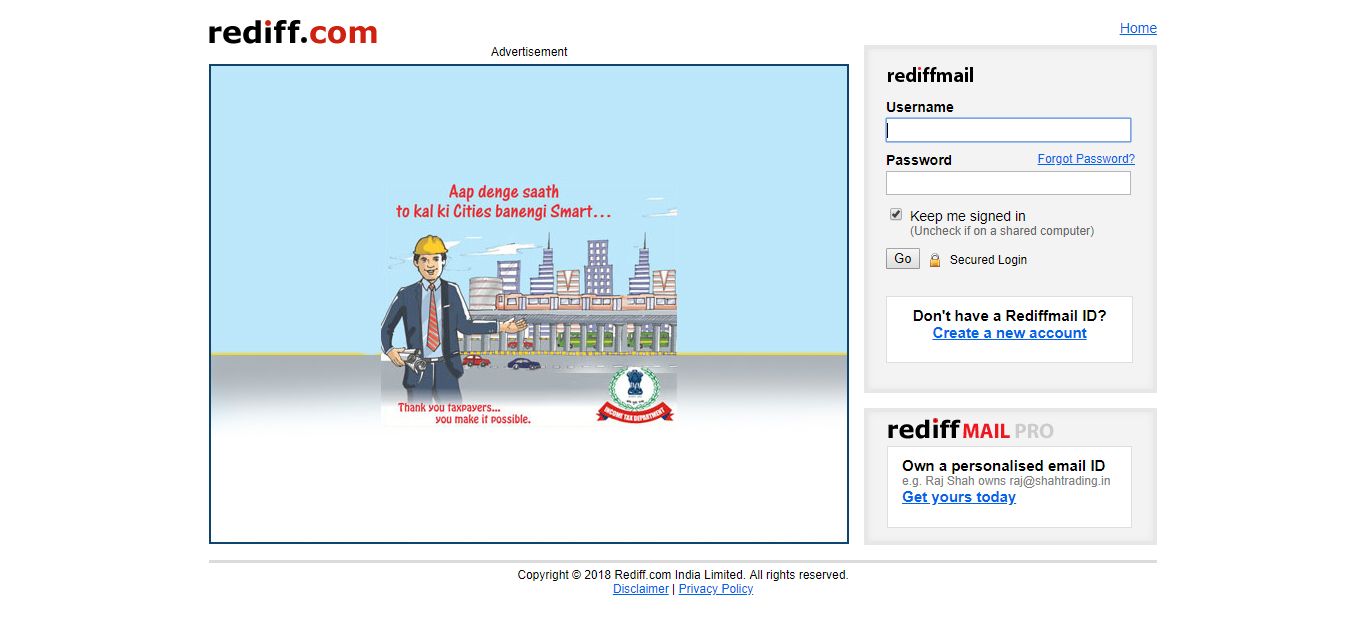 rediff.com
Home
Advertisement
Aap denge saath
to kal ki Cities banengi Smart...
Thank you taxpayers...
you make it possible.
INCOME TAX DEPARTMENT
rediffmail
Username
Password
Forgot Password?
Keep me signed in
(Uncheck if on a shared computer)
Go
Secured Login
Don't have a Rediffmail ID?
Create a new account
rediff MAIL PRO
Own a personalised email ID
e.g. Raj Shah owns raj@shahtrading.in
Get yours today
Copyright © 2018 Rediff.com India Limited. All rights reserved.
Disclaimer | Privacy Policy